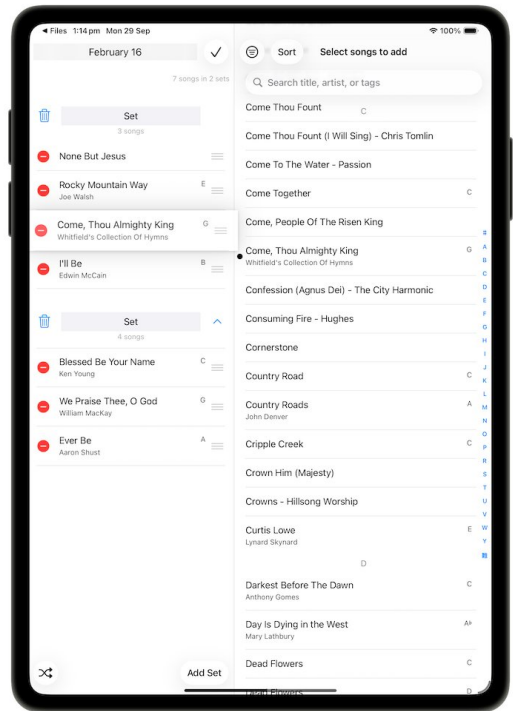 ◀ Files 1:14 pm Mon 29 Sep
100%
February 16
7 songs in 2 sets
Set
3 songs
None But Jesus
Rocky Mountain Way E
Joe Walsh
Come, Thou Almighty King G
Whitfield's Collection Of Hymns
I'll Be B
Edwin McCain
Set
4 songs
Blessed Be Your Name C
Ken Young
We Praise Thee, O God G
William MacKay
Ever Be A
Aaron Shust
Add Set
Sort Select songs to add
Search title, artist, or tags
Come Thou Fount
C
Come Thou Fount (I Will Sing) - Chris Tomlin
Come To The Water - Passion
Come Together C
Come, People Of The Risen King
Come, Thou Almighty King G
Whitfield's Collection Of Hymns
Confession (Agnus Dei) - The City Harmonic
Consuming Fire - Hughes
Cornerstone
Country Road C
Country Roads A
John Denver
Cripple Creek C
Crown Him (Majesty)
Crowns - Hillsong Worship
Curtis Lowe E
Lynard Skynard
D
Darkest Before The Dawn C
Anthony Gomes
Day Is Dying in the West A♭
Mary Lathbury
Dead Flowers C
Dead Flowers D
#
A
B
C
D
E
F
G
H
I
J
K
L
M
N
O
P
R
S
T
U
V
W
Y